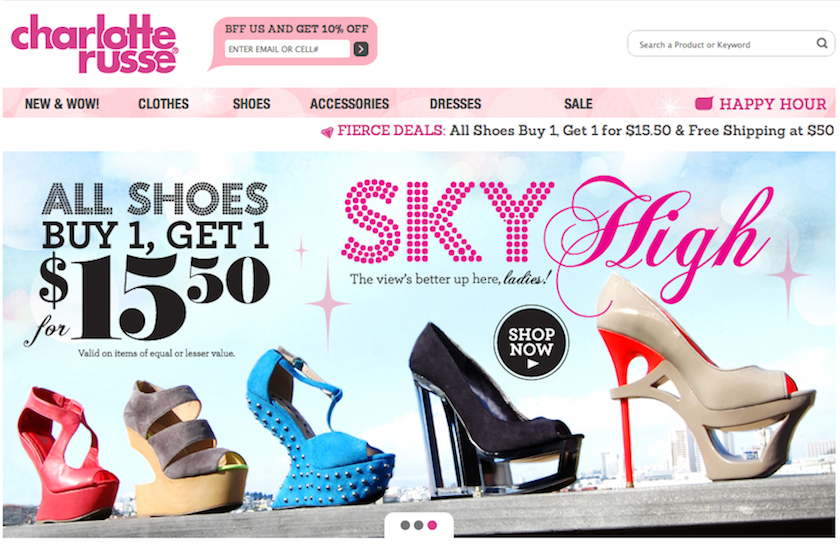 charlotte
russe®
BFF US AND GET 10% OFF
ENTER EMAIL OR CELL#
Search a Product or Keyword
NEW & WOW! CLOTHES SHOES ACCESSORIES DRESSES SALE HAPPY HOUR
FIERCE DEALS: All Shoes Buy 1, Get 1 for $15.50 & Free Shipping at $50
ALL SHOES
BUY 1, GET 1
for $15.50
Valid on items of equal or lesser value.
SKY High
The view's better up here, ladies!
SHOP
NOW